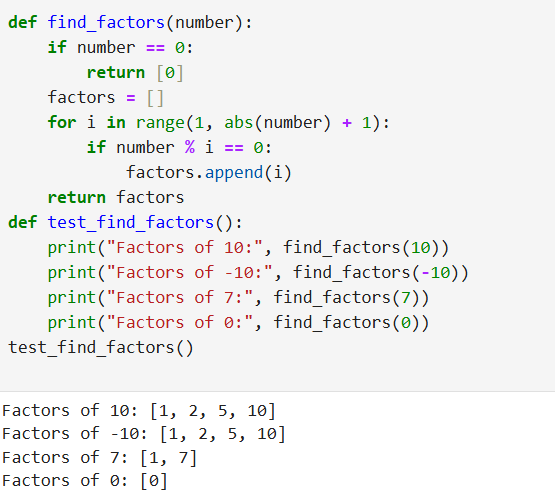 def find_factors(number):
    if number == 0:
        return [0]
    factors = []
    for i in range(1, abs(number) + 1):
        if number % i == 0:
            factors.append(i)
    return factors
def test_find_factors():
    print("Factors of 10:", find_factors(10))
    print("Factors of -10:", find_factors(-10))
    print("Factors of 7:", find_factors(7))
    print("Factors of 0:", find_factors(0))
test_find_factors()
Factors of 10: [1, 2, 5, 10]
Factors of -10: [1, 2, 5, 10]
Factors of 7: [1, 7]
Factors of 0: [0]